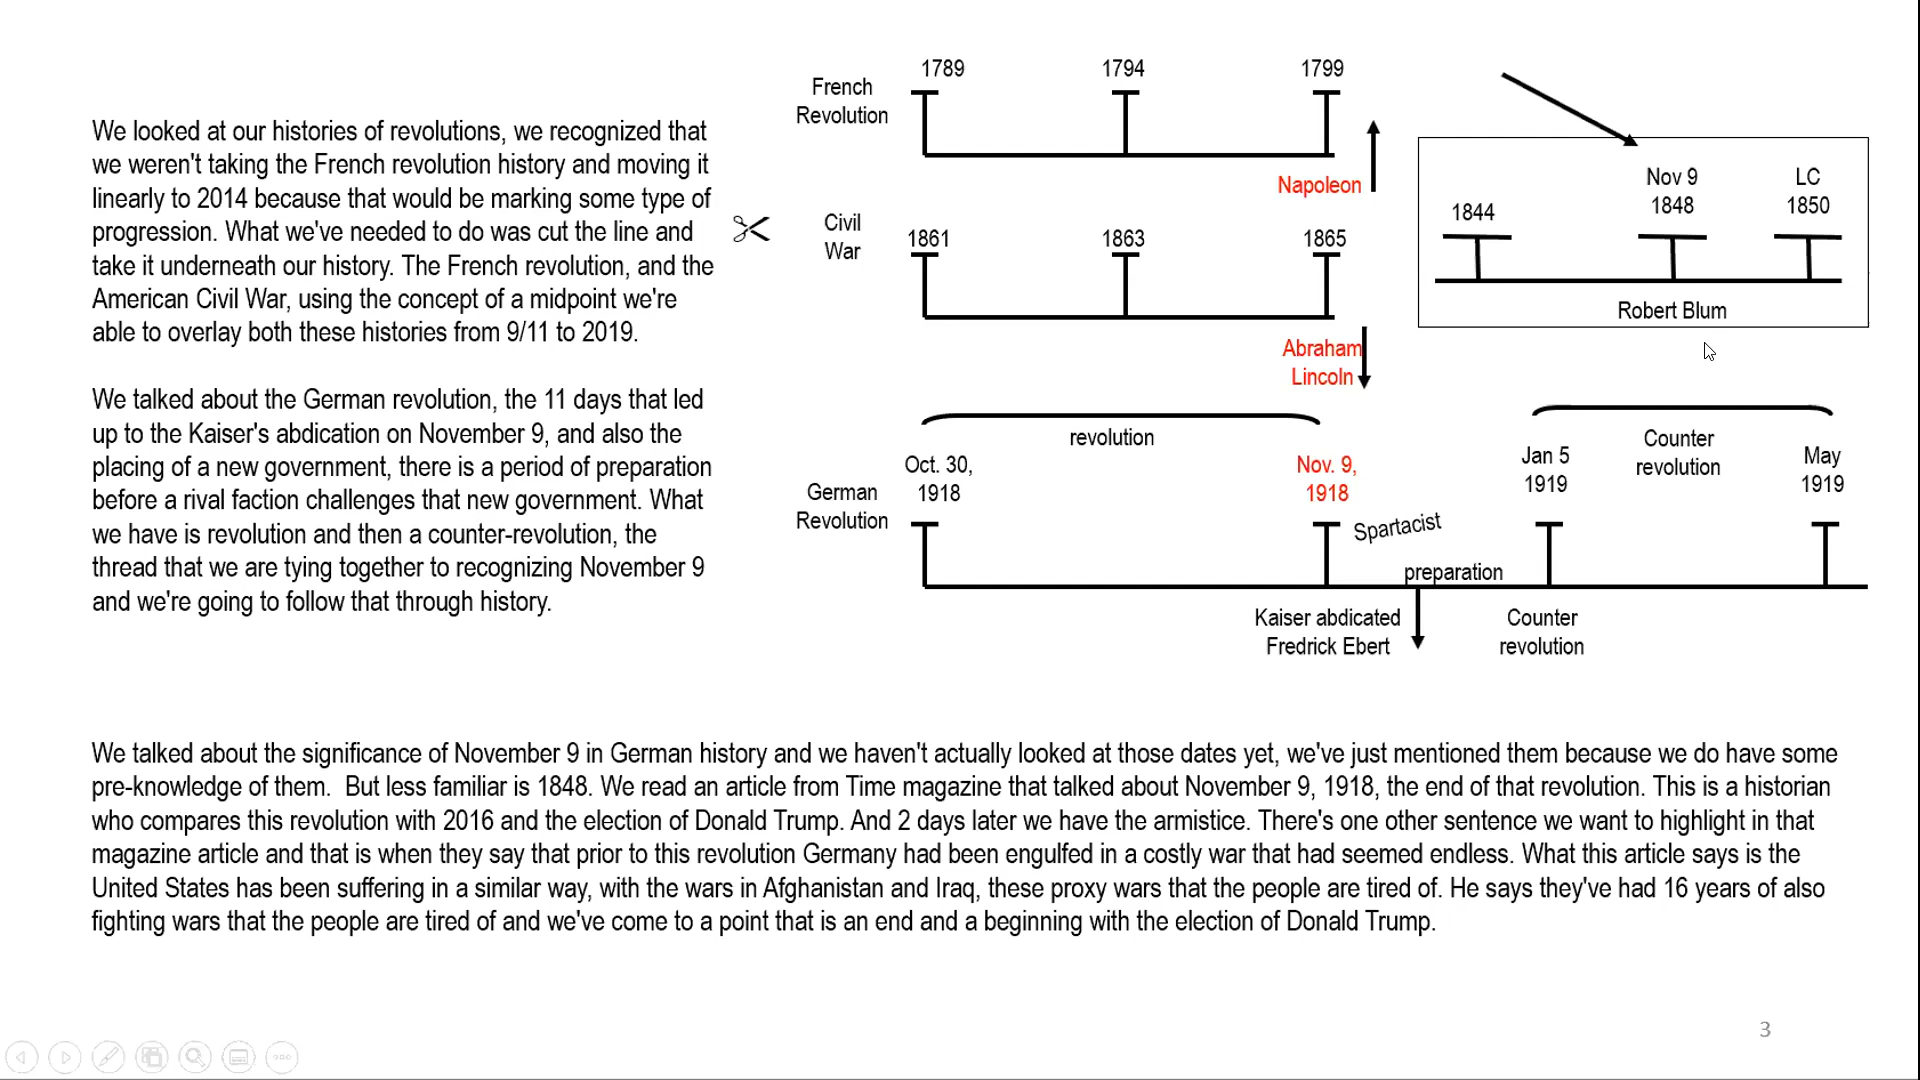 We looked at our histories of revolutions, we recognized that
we weren't taking the French revolution history and moving it
linearly to 2014 because that would be marking some type of
progression. What we've needed to do was cut the line and
take it underneath our history. The French revolution, and the
American Civil War, using the concept of a midpoint we're
able to overlay both these histories from 9/11 to 2019.
We talked about the German revolution, the 11 days that led
up to the Kaiser's abdication on November 9, and also the
placing of a new government, there is a period of preparation
before a rival faction challenges that new government. What
we have is revolution and then a counter-revolution, the
thread that we are tying together to recognizing November 9
and we're going to follow that through history.
French
Revolution
1789
1794
1799
Napoleon
Civil
War
1861
1863
1865
Abraham
Lincoln
1844
Nov 9
1848
LC
1850
Robert Blum
German
Revolution
revolution
Oct. 30,
1918
Nov. 9,
1918
Spartacist
preparation
Kaiser abdicated
Fredrick Ebert
Jan 5
1919
Counter
revolution
May
1919
Counter
revolution
We talked about the significance of November 9 in German history and we haven't actually looked at those dates yet, we've just mentioned them because we do have some
pre-knowledge of them.  But less familiar is 1848. We read an article from Time magazine that talked about November 9, 1918, the end of that revolution. This is a historian
who compares this revolution with 2016 and the election of Donald Trump. And 2 days later we have the armistice. There's one other sentence we want to highlight in that
magazine article and that is when they say that prior to this revolution Germany had been engulfed in a costly war that had seemed endless. What this article says is the
United States has been suffering in a similar way, with the wars in Afghanistan and Iraq, these proxy wars that the people are tired of. He says they've had 16 years of also
fighting wars that the people are tired of and we've come to a point that is an end and a beginning with the election of Donald Trump.
3